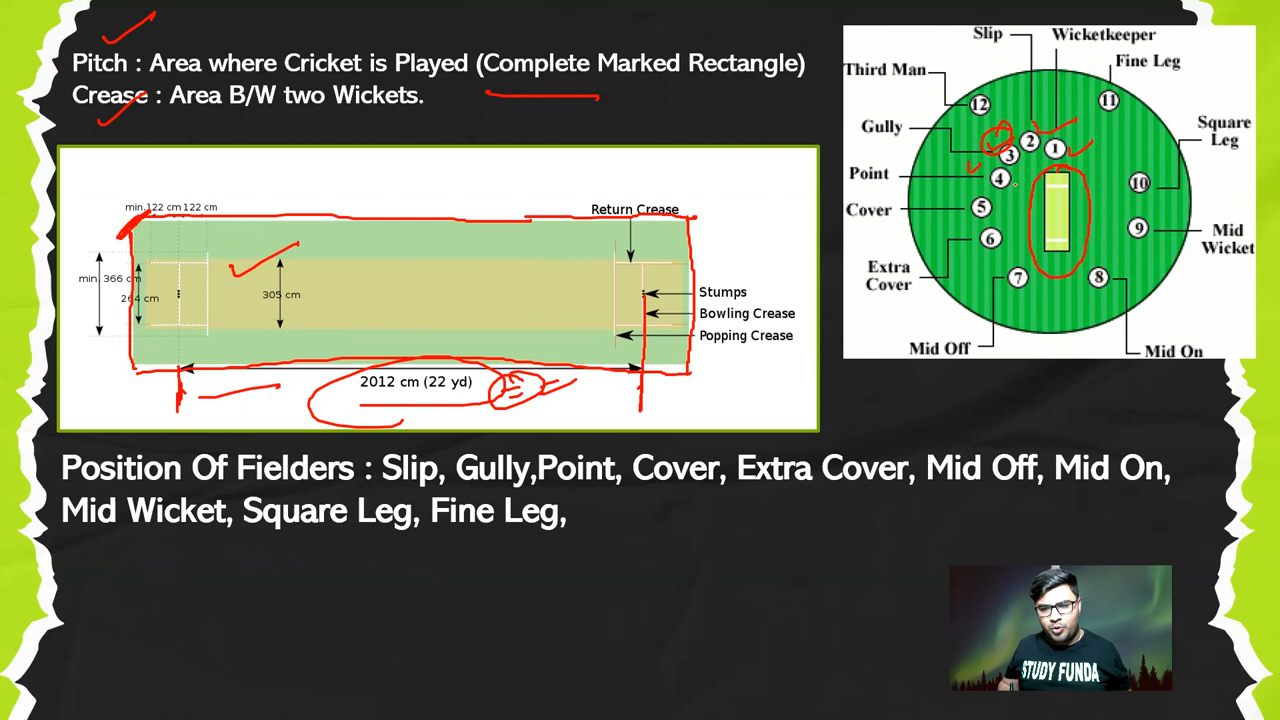 Pitch : Area where Cricket is Played (Complete Marked Rectangle)
Crease : Area B/W two Wickets.
min.122 cm 122 cm
Return Crease
min. 366 cm
264 cm
305 cm
Stumps
Bowling Crease
Popping Crease
2012 cm (22 yd)
Slip
Wicketkeeper
Third Man
Fine Leg
12
11
Gully
Square
Leg
2
3
1
Point
4
10
Cover
5
6
9
Mid
Wicket
Extra
Cover
7
8
Mid Off
Mid On
Position Of Fielders : Slip, Gully,Point, Cover, Extra Cover, Mid Off, Mid On,
Mid Wicket, Square Leg, Fine Leg,
STUDY FUNDA